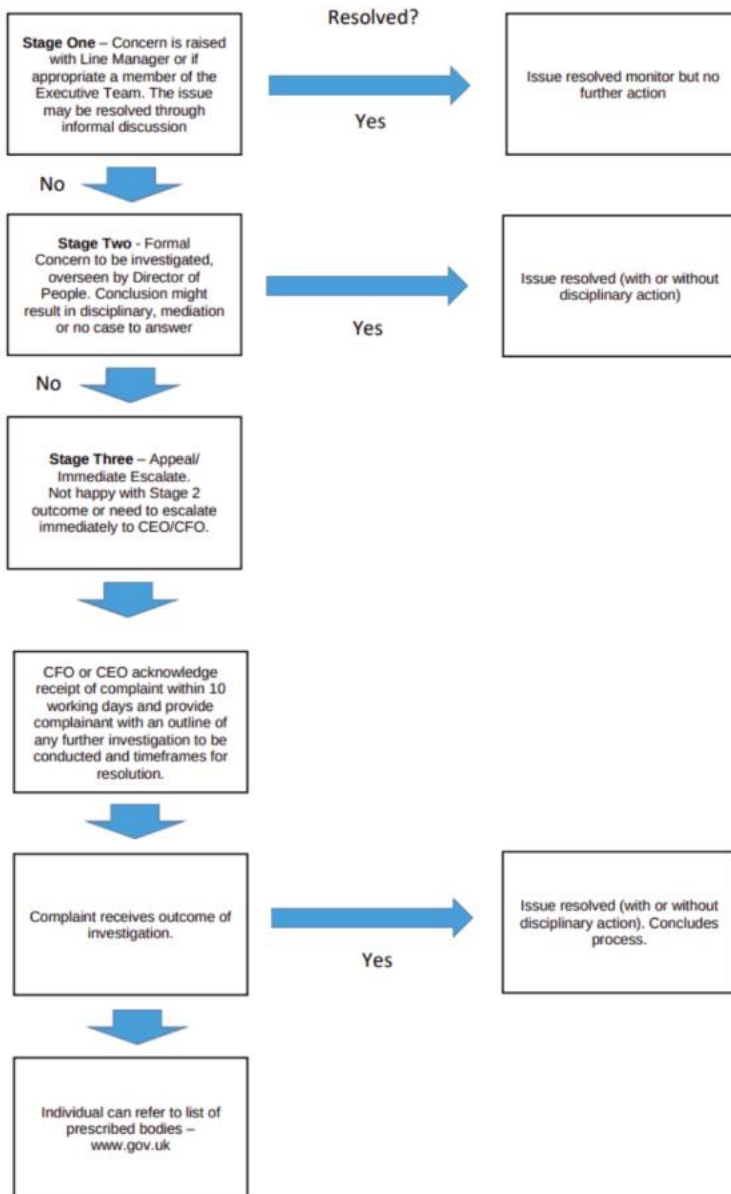 Resolved?
Stage One – Concern is raised
with Line Manager or if
appropriate a member of the
Executive Team. The issue
may be resolved through
informal discussion
Yes
Issue resolved monitor but no
further action
No
Stage Two - Formal
Concern to be investigated,
overseen by Director of
People. Conclusion might
result in disciplinary, mediation
or no case to answer
Yes
Issue resolved (with or without
disciplinary action)
No
Stage Three – Appeal/
Immediate Escalate.
Not happy with Stage 2
outcome or need to escalate
immediately to CEO/CFO.
CFO or CEO acknowledge
receipt of complaint within 10
working days and provide
complainant with an outline of
any further investigation to be
conducted and timeframes for
resolution.
Complaint receives outcome of
investigation.
Yes
Issue resolved (with or without
disciplinary action). Concludes
process.
Individual can refer to list of
prescribed bodies –
www.gov.uk